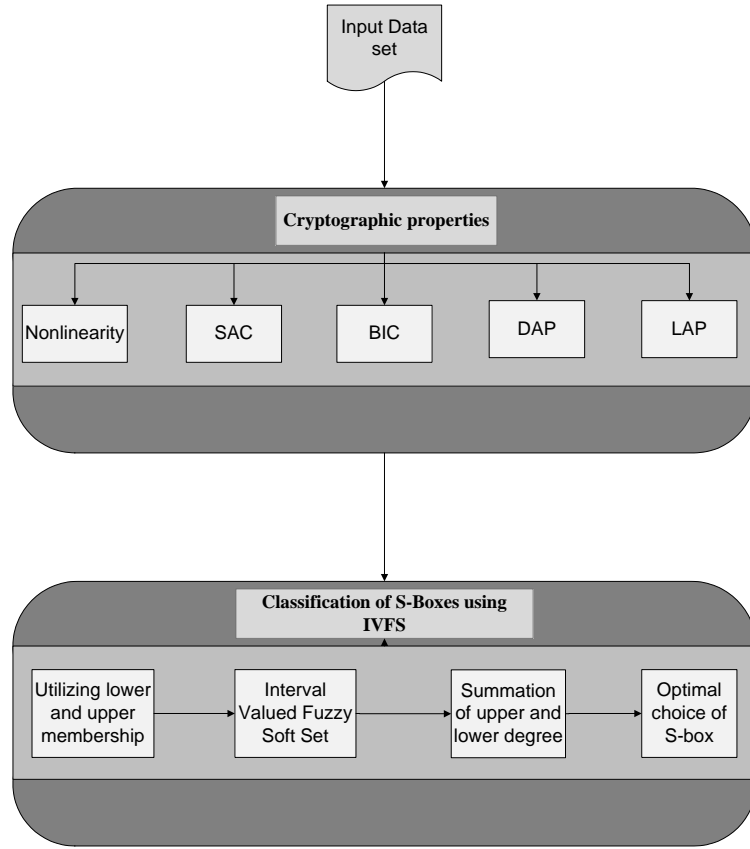 Input Data
set
Cryptographic properties
Nonlinearity
SAC
BIC
DAP
LAP
Classification of S-Boxes using
IVFS
Utilizing lower
and upper
membership
Interval
Valued Fuzzy
Soft Set
Summation
of upper and
lower degree
Optimal
choice of
S-box